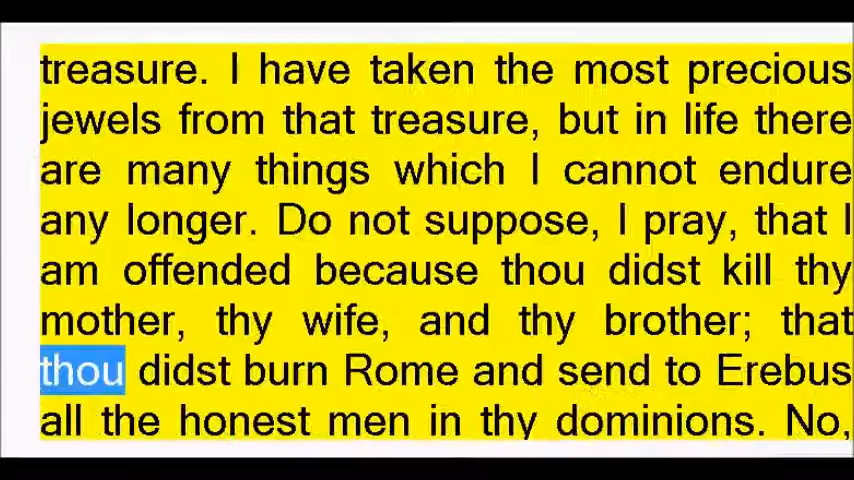 treasure. I have taken the most precious
jewels from that treasure, but in life there
are many things which I cannot endure
any longer. Do not suppose, I pray, that I
am offended because thou didst kill thy
mother, thy wife, and thy brother; that
thou didst burn Rome and send to Erebus
all the honest men in thy dominions. No,